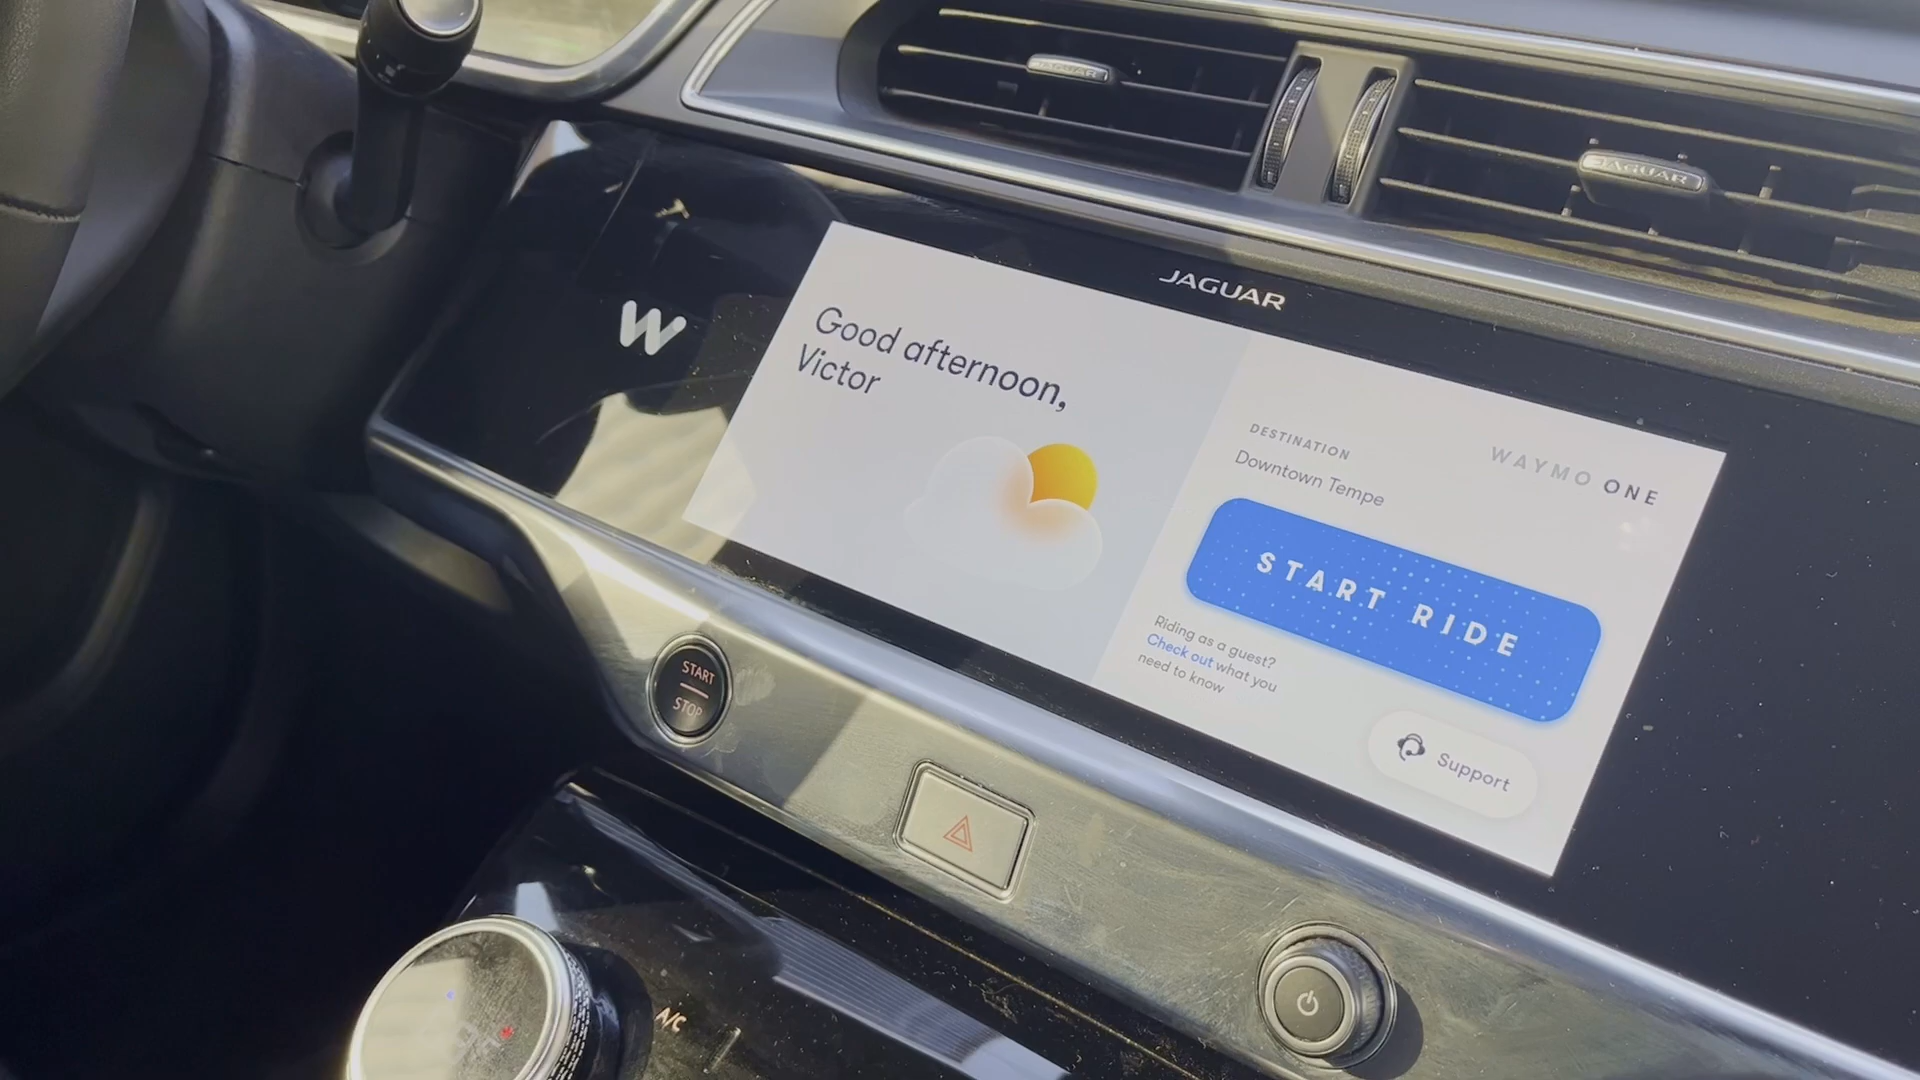 JAGUAR
JAGUAR
JAGUAR
W
Good afternoon,
Victor
DESTINATION
Downtown Tempe
WAYMO ONE
START RIDE
Riding as a guest?
Check out what you
need to know
Support
START
STOP
A/C